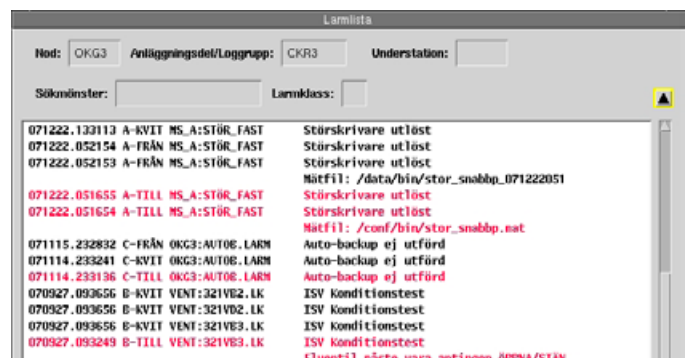 Larmlista
Nod: OKG3 Anläggningsdel/Loggrupp: CKR3 Understation:
Sökmönster: Larmklass:
071222.133113 A-KVIT MS_A:STÖR_FAST Störskrivare utlöst
071222.052154 A-FRÅN MS_A:STÖR_FAST Störskrivare utlöst
071222.052153 A-FRÅN MS_A:STÖR_FAST Störskrivare utlöst
Mätfil: /data/bin/stor_snabbp_071222051
071222.051655 A-TILL MS_A:STÖR_FAST Störskrivare utlöst
071222.051654 A-TILL MS_A:STÖR_FAST Störskrivare utlöst
Mätfil: /conf/bin/stor_snabbp.mat
071115.232832 C-FRÅN OKG3:AUTOB.LARM Auto-backup ej utförd
071114.233241 C-KVIT OKG3:AUTOB.LARM Auto-backup ej utförd
071114.233136 C-TILL OKG3:AUTOB.LARM Auto-backup ej utförd
070927.093656 B-KVIT VENT:321VB2.LK ISV Konditionstest
070927.093656 B-KVIT VENT:321VD2.LK ISV Konditionstest
070927.093656 B-KVIT VENT:321VB3.LK ISV Konditionstest
070927.093249 B-TILL VENT:321VB3.LK ISV Konditionstest
måste vara antingen ÖPPNA/STÄN